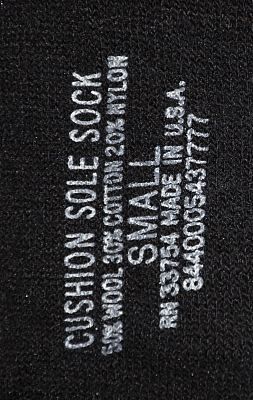 CUSHION SOLE SOCK
50% WOOL 30% COTTON 20% NYLON
SMALL
RN 33754 MADE IN U.S.A.
8440005437777